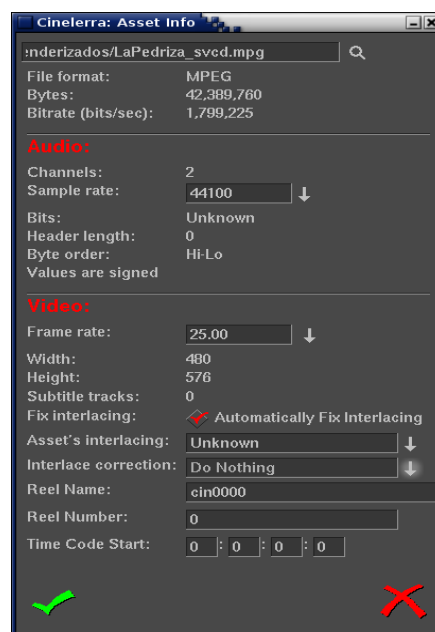 Cinelerra: Asset Info
enderizados/LaPedriza_svcd.mpg
File format: MPEG
Bytes: 42,389,760
Bitrate (bits/sec): 1,799,225
Audio:
Channels: 2
Sample rate: 44100
Bits: Unknown
Header length: 0
Byte order: Hi-Lo
Values are signed
Video:
Frame rate: 25.00
Width: 480
Height: 576
Subtitle tracks: 0
Fix interlacing: Automatically Fix Interlacing
Asset's interlacing: Unknown
Interlace correction: Do Nothing
Reel Name: cin0000
Reel Number: 0
Time Code Start: 0 : 0 : 0 : 0